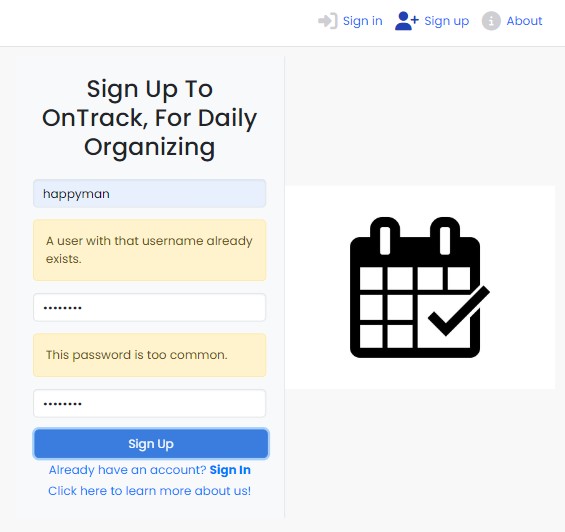 Sign in
Sign up
About
Sign Up To
OnTrack, For Daily
Organizing
happyman
A user with that username already
exists.
••••••••
This password is too common.
••••••••
Sign Up
Already have an account? Sign In
Click here to learn more about us!